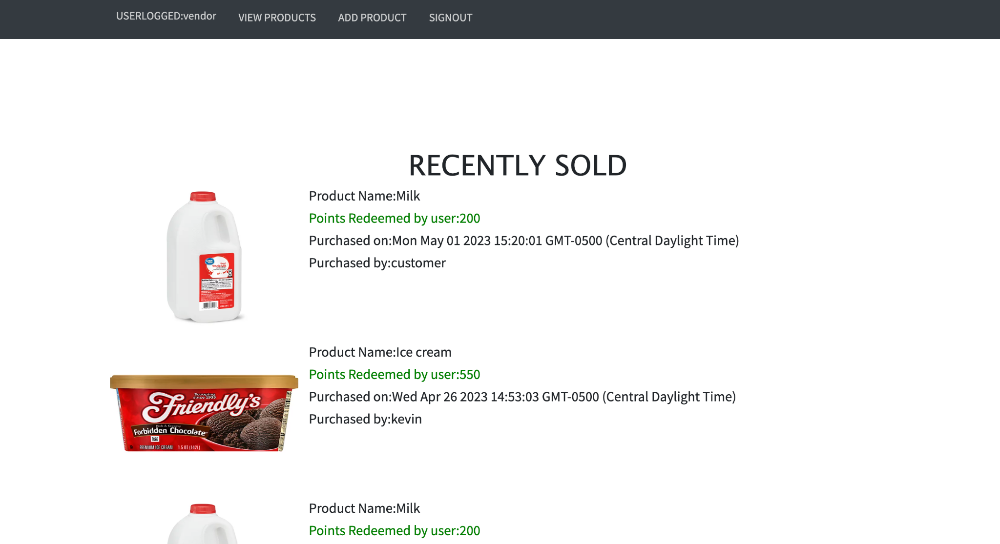 USERLOGGED:vendor
VIEW PRODUCTS
ADD PRODUCT
SIGNOUT
RECENTLY SOLD
Product Name:Milk
Points Redeemed by user:200
Purchased on:Mon May 01 2023 15:20:01 GMT-0500 (Central Daylight Time)
Purchased by:customer
Great
Whole Milk
Product Name:Ice cream
Points Redeemed by user:550
Purchased on:Wed Apr 26 2023 14:53:03 GMT-0500 (Central Daylight Time)
Purchased by:kevin
Scooping
since 1935
Friendly's
Rich & Creamy
Forbidden Chocolate
PREMIUM ICE CREAM 1.5 QT (1.42L)
Product Name:Milk
Points Redeemed by user:200